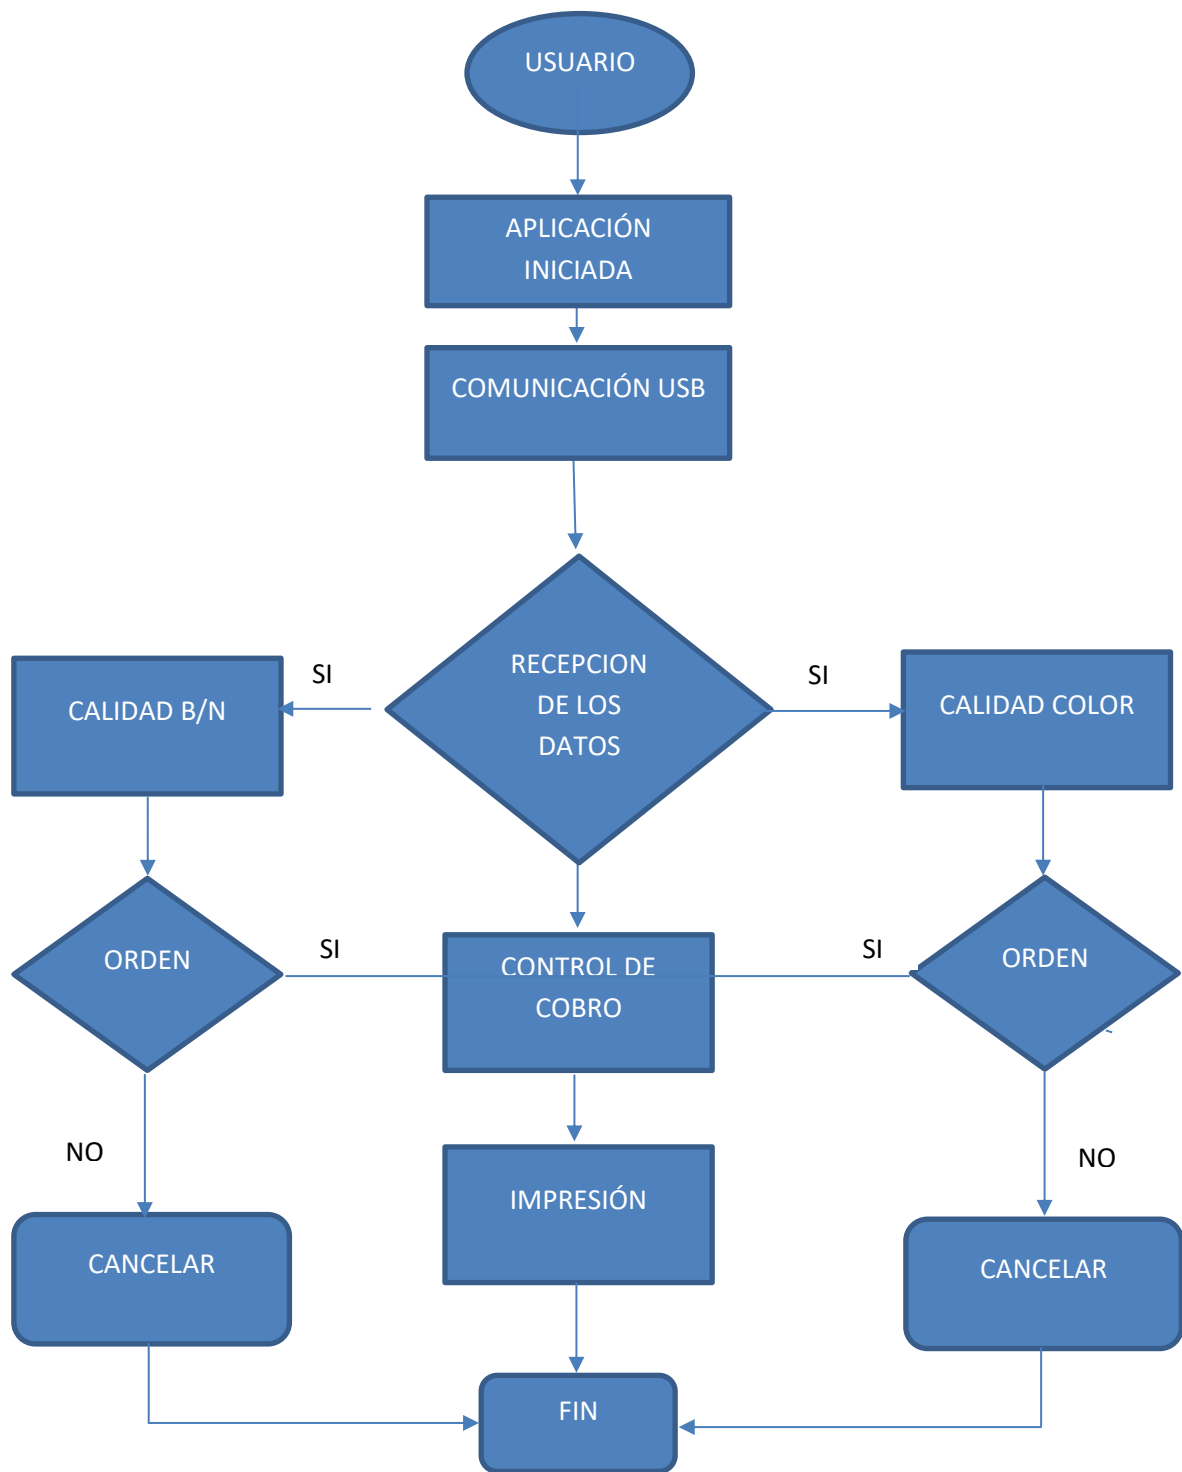 USUARIO
APLICACIÓN
INICIADA
COMUNICACIÓN USB
RECEPCION
DE LOS
DATOS
SI
SI
CALIDAD B/N
CALIDAD COLOR
ORDEN
SI
CONTROL DE
COBRO
SI
ORDEN
NO
IMPRESIÓN
NO
CANCELAR
CANCELAR
FIN